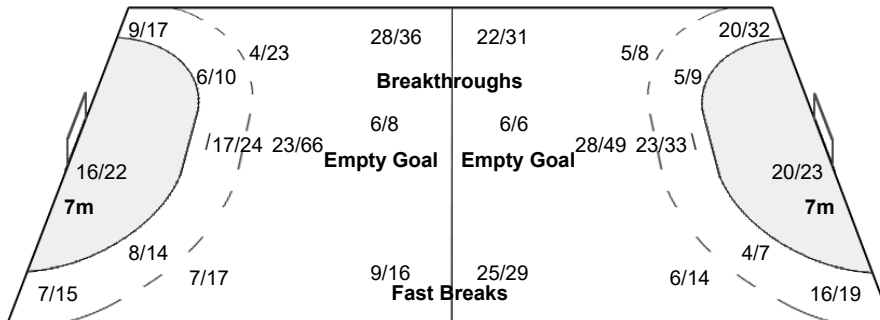 9/17 28/36 22/31 20/32
4/23 5/8
6/10 Breakthroughs 5/9
6/8 6/6
17/24 23/66 28/49 23/33
Empty Goal Empty Goal
16/22 20/23
7m 7m
8/14 4/7
7/17 9/16 25/29 6/14
7/15 Fast Breaks 16/19